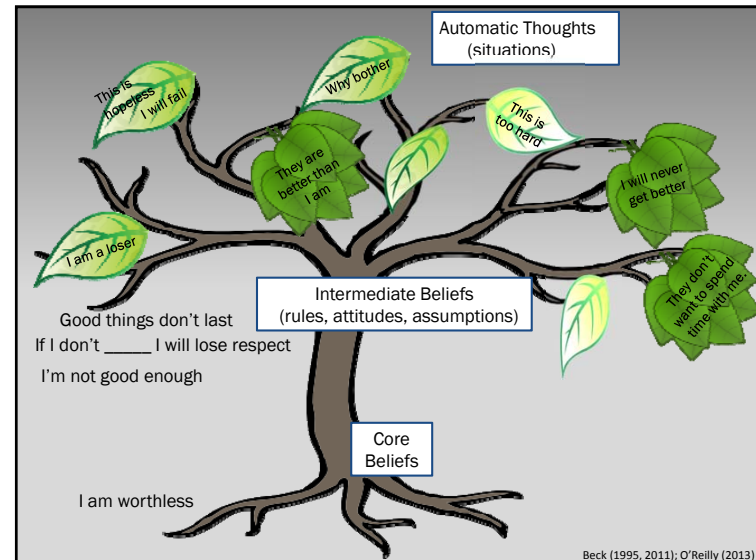 Automatic Thoughts
(situations)
This is
hopeless
I will fail
Why bother
This is
too hard
They are
better than
I am
I will never
get better
I am a loser
They don't
want to spend
time with me.
Intermediate Beliefs
(rules, attitudes, assumptions)
Good things don't last
If I don't _____ I will lose respect
I'm not good enough
Core
Beliefs
I am worthless
Beck (1995, 2011); O'Reilly (2013)